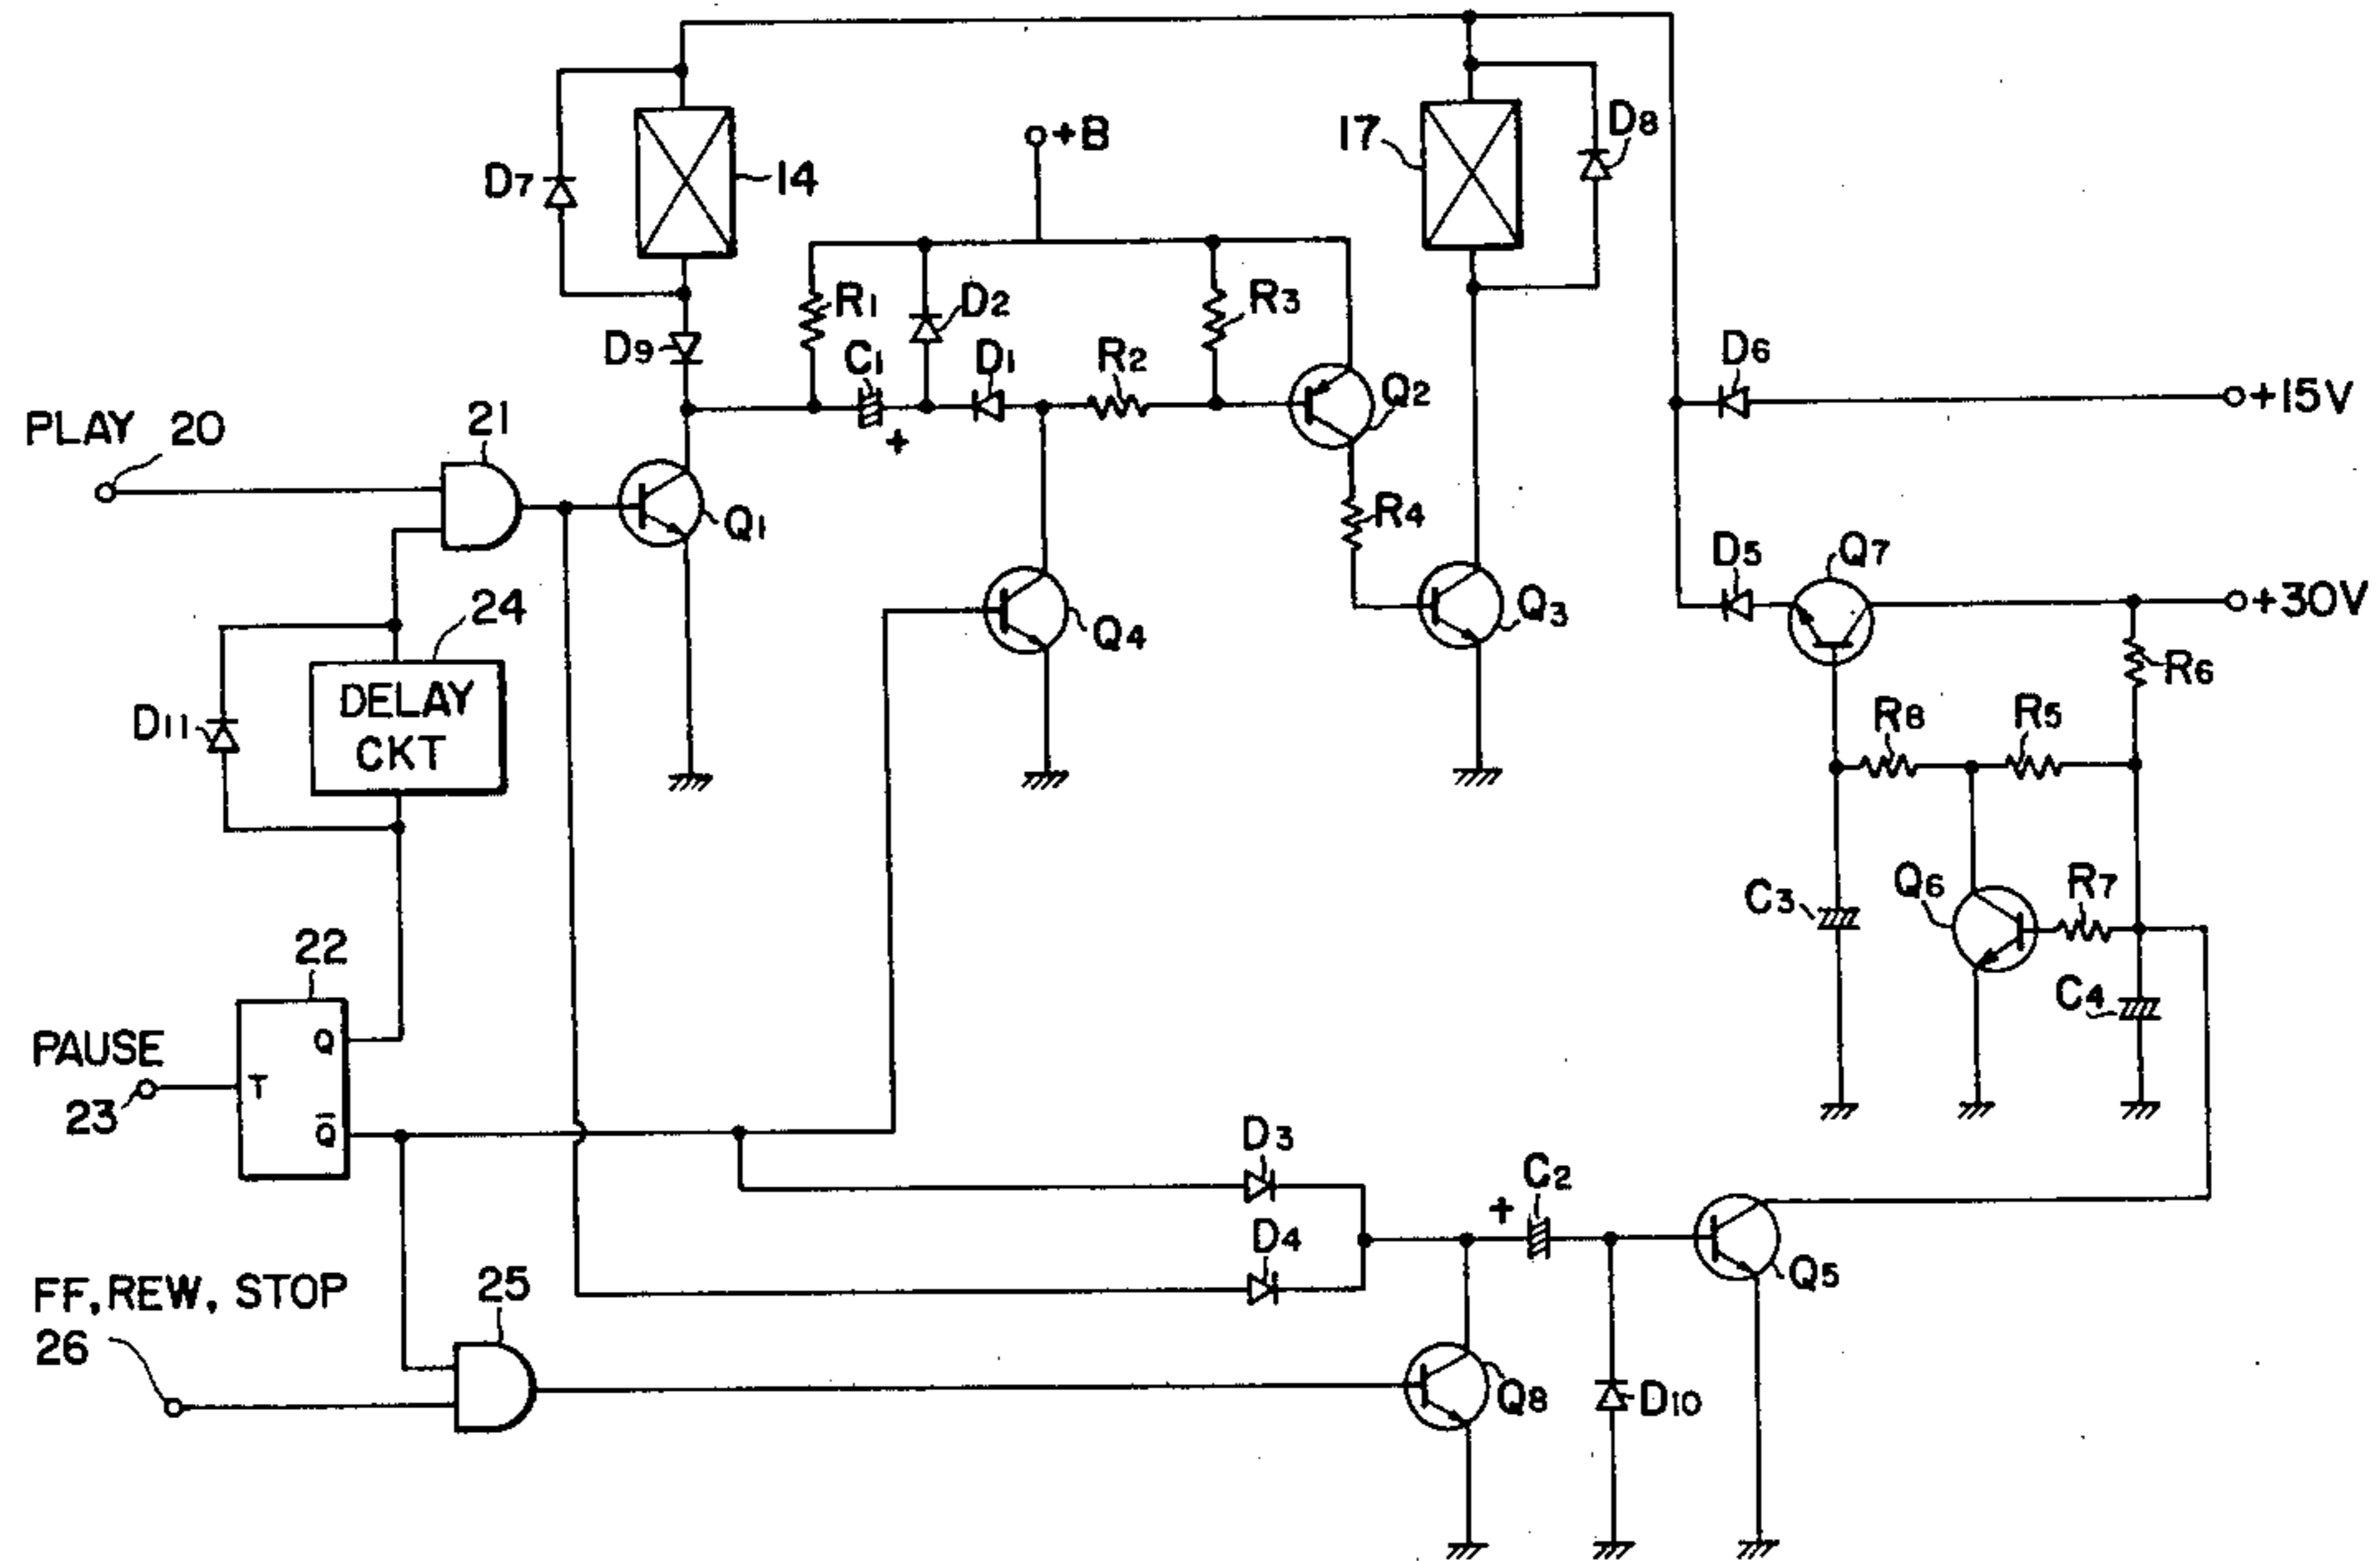 +B
17
D8
D7
14
R1
D2
R3
D9
C1
D1
R2
Q2
D6
+15V
PLAY 20
21
+
Q1
R4
D5
Q7
24
Q4
Q3
+30V
R6
DELAY
CKT
D11
R8
R5
C3
Q6
R7
22
C4
PAUSE
23
T
Q
Q̅
D3
C2
+
D4
Q5
FF, REW, STOP
26
25
Q8
D10